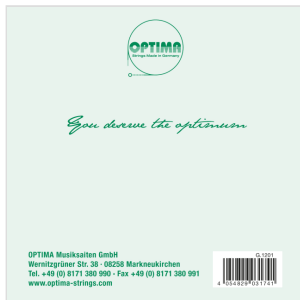 OPTIMA
Strings Made in Germany
You deserve the optimum
OPTIMA Musiksaiten GmbH
Wernitzgrüner Str. 38 · 08258 Markneukirchen
Tel. +49 (0) 8171 380 990 · Fax +49 (0) 8171 380 991
www.optima-strings.com
G.1201
4 054829 031741